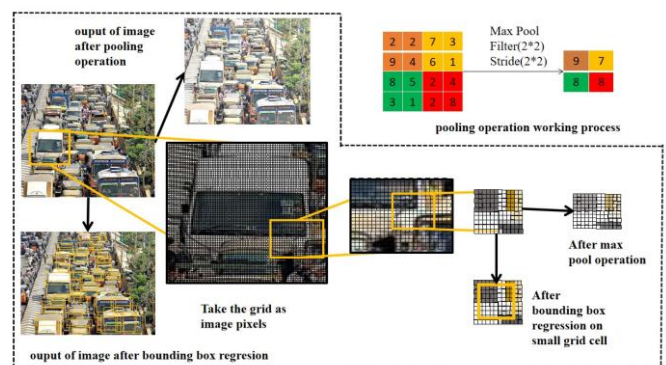 ouput of image
after pooling
operation
Max Pool
Filter(2*2)
Stride(2*2)
2 2 7 3
9 4 6 1
8 5 2 4
3 1 2 8
9 7
8 8
pooling operation working process
Take the grid as
image pixels
After max
pool operation
After
bounding box
regression on
small grid cell
ouput of image after bounding box regresion